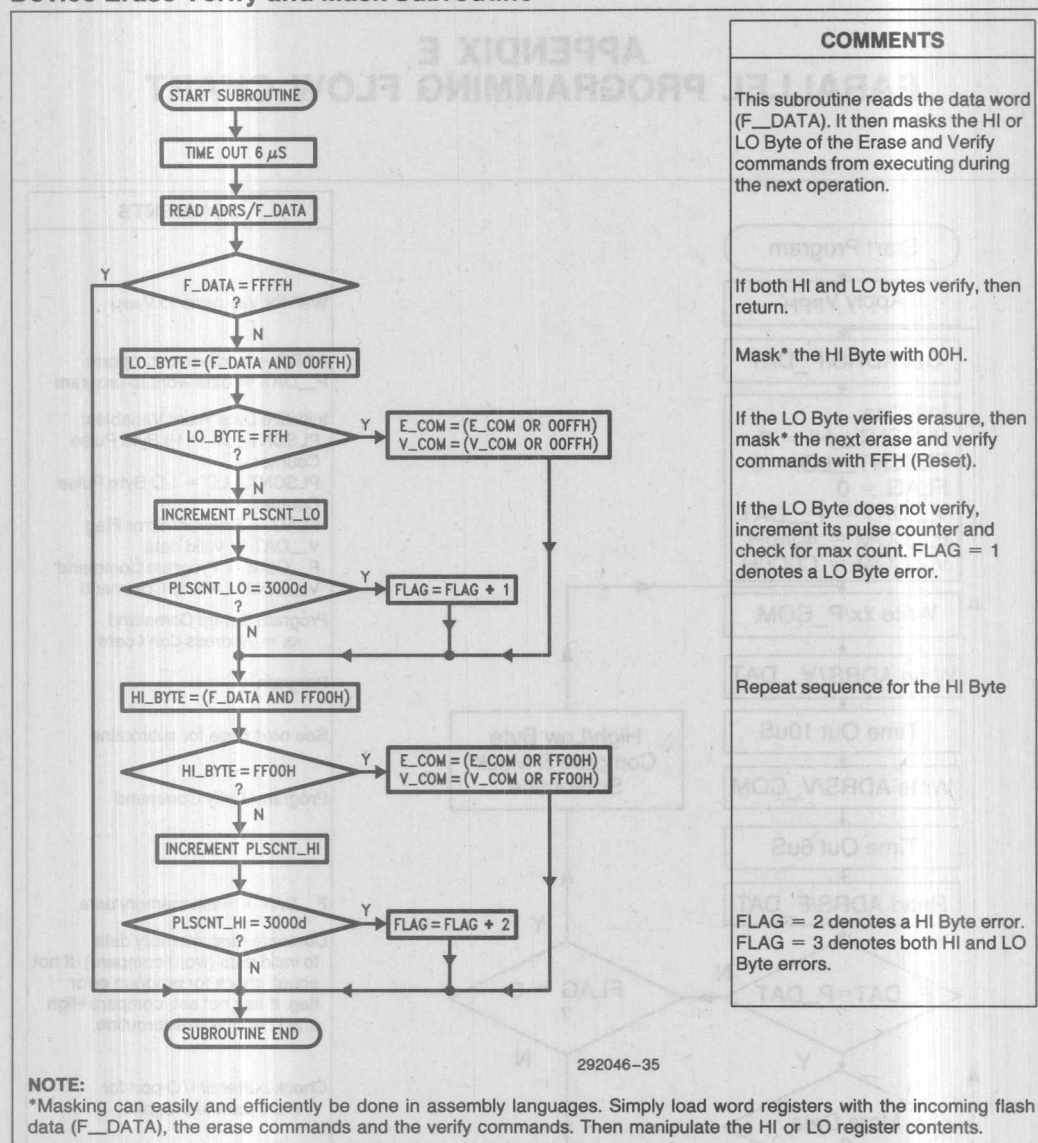 START SUBROUTINE
TIME OUT 6 μS
READ ADRS/F_DATA
Y
F_DATA = FFFFH
?
N
LO_BYTE = (F_DATA AND 00FFH)
LO_BYTE = FFH
?
Y
E_COM = (E_COM OR 00FFH)
V_COM = (V_COM OR 00FFH)
N
INCREMENT PLSCNT_LO
PLSCNT_LO = 3000d
?
Y
FLAG = FLAG + 1
N
HI_BYTE = (F_DATA AND FF00H)
HI_BYTE = FF00H
?
Y
E_COM = (E_COM OR FF00H)
V_COM = (V_COM OR FF00H)
N
INCREMENT PLSCNT_HI
PLSCNT_HI = 3000d
?
Y
FLAG = FLAG + 2
N
SUBROUTINE END
292046–35
COMMENTS
This subroutine reads the data word
(F__DATA). It then masks the HI or
LO Byte of the Erase and Verify
commands from executing during
the next operation.
If both HI and LO bytes verify, then
return.
Mask* the HI Byte with 00H.
If the LO Byte verifies erasure, then
mask* the next erase and verify
commands with FFH (Reset).
If the LO Byte does not verify,
increment its pulse counter and
check for max count. FLAG = 1
denotes a LO Byte error.
Repeat sequence for the HI Byte
FLAG = 2 denotes a HI Byte error.
FLAG = 3 denotes both HI and LO
Byte errors.
NOTE:
*Masking can easily and efficiently be done in assembly languages. Simply load word registers with the incoming flash
data (F__DATA), the erase commands and the verify commands. Then manipulate the HI or LO register contents.